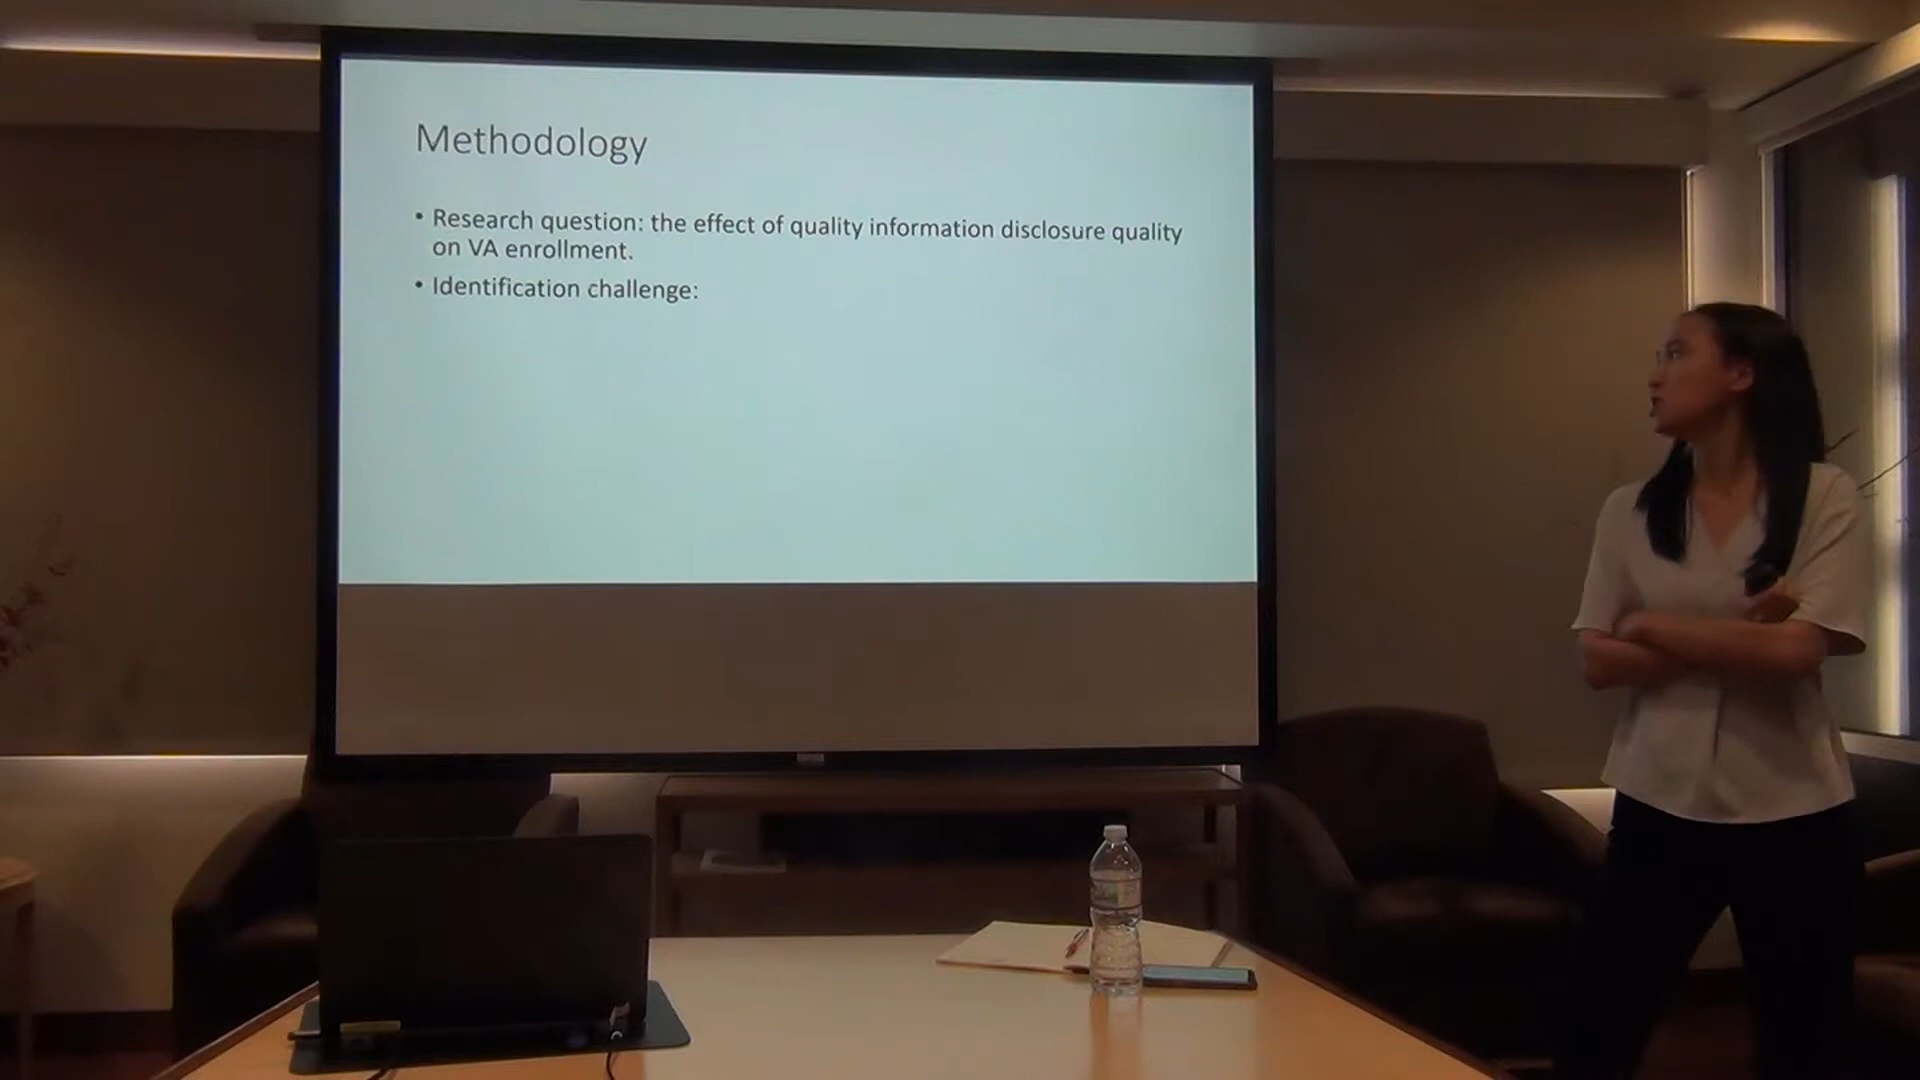 Methodology
• Research question: the effect of quality information disclosure quality
on VA enrollment.
• Identification challenge: